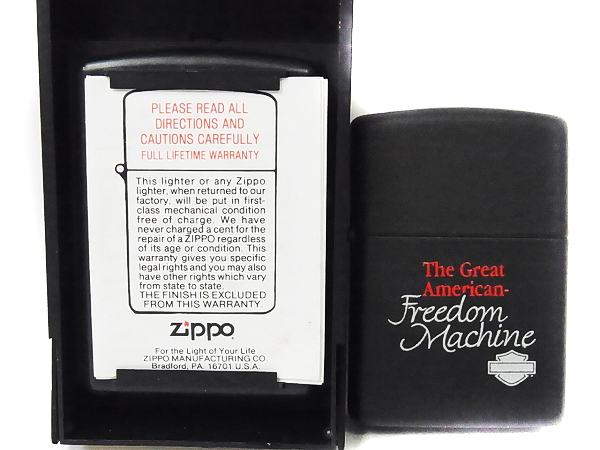 PLEASE READ ALL
DIRECTIONS AND
CAUTIONS CAREFULLY
FULL LIFETIME WARRANTY
This lighter or any Zippo
lighter, when returned to our
factory, will be put in first-
class mechanical condition
free of charge. We have
never charged a cent for the
repair of a ZIPPO regardless
of its age or condition. This
warranty gives you specific
legal rights and you may also
have other rights which vary
from state to state.
THE FINISH IS EXCLUDED
FROM THIS WARRANTY.
Zippo
For the Light of Your Life
ZIPPO MANUFACTURING CO.
Bradford, PA. 16701 U.S.A.
The Great
American-
Freedom
Machine